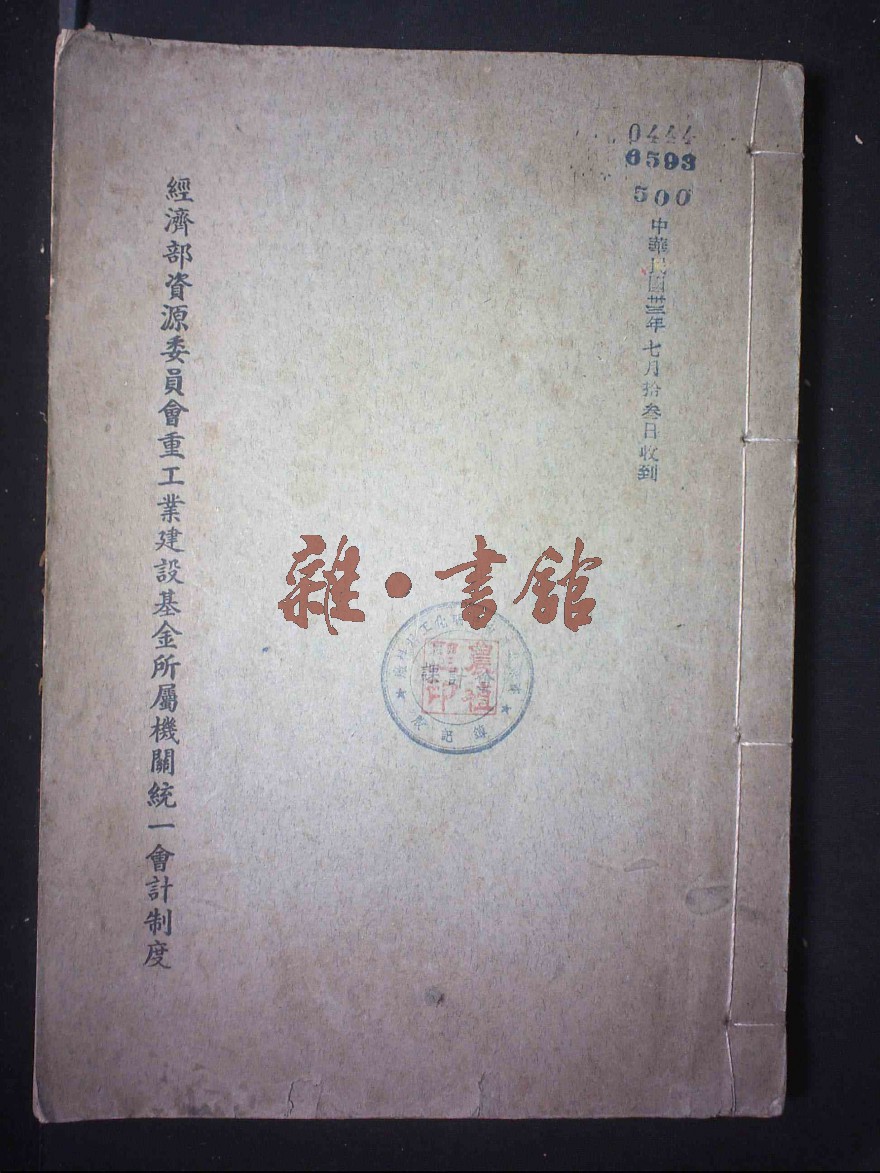 0444
6593
500
中華民國卅三年七月拾叁日收到
經濟部資源委員會重工業建設基金所屬機關統一會計制度
雜·書館